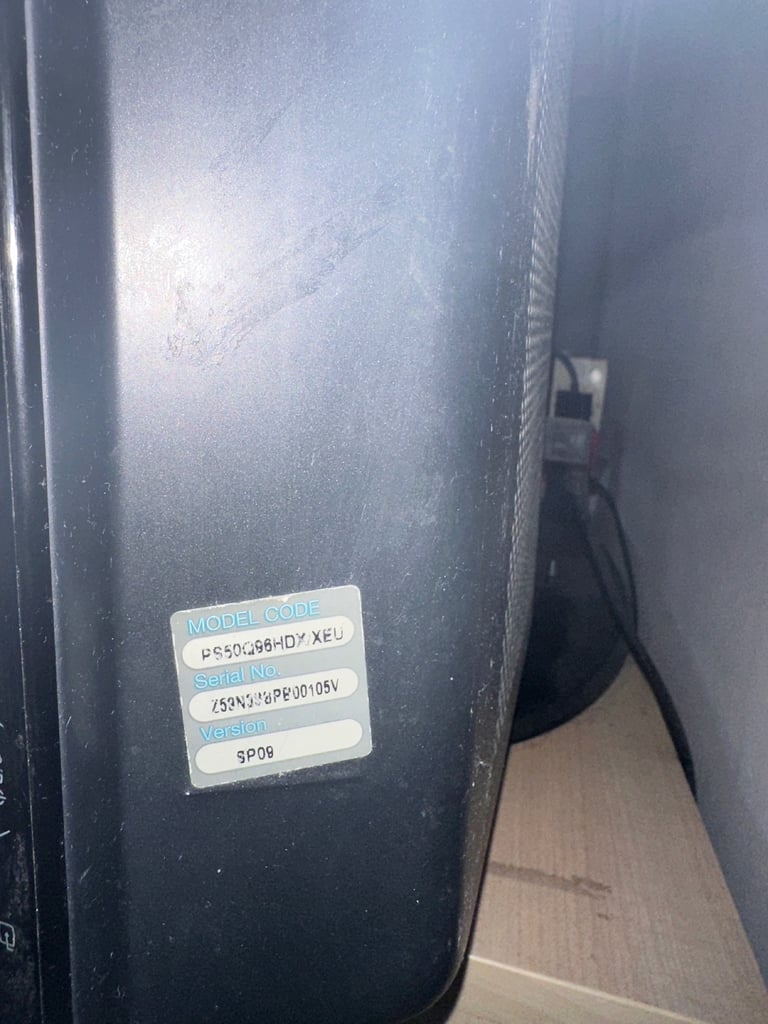 MODEL CODE
PS50Q96HDX/XEU
Serial No.
Version
SP09